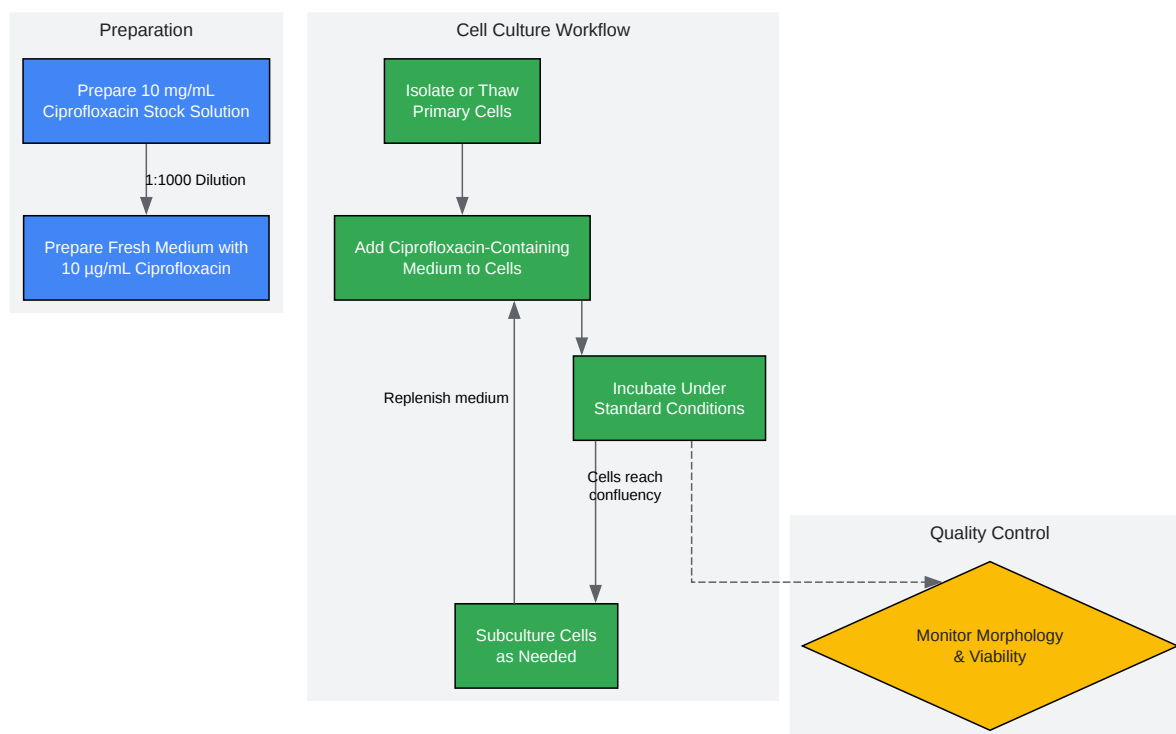 Preparation
Prepare 10 mg/mL
Ciprofloxacin Stock Solution
1:1000 Dilution
Prepare Fresh Medium with
10 µg/mL Ciprofloxacin
Cell Culture Workflow
Isolate or Thaw
Primary Cells
Add Ciprofloxacin-Containing
Medium to Cells
Replenish medium
Incubate Under
Standard Conditions
Cells reach
confluency
Subculture Cells
as Needed
Quality Control
Monitor Morphology
& Viability